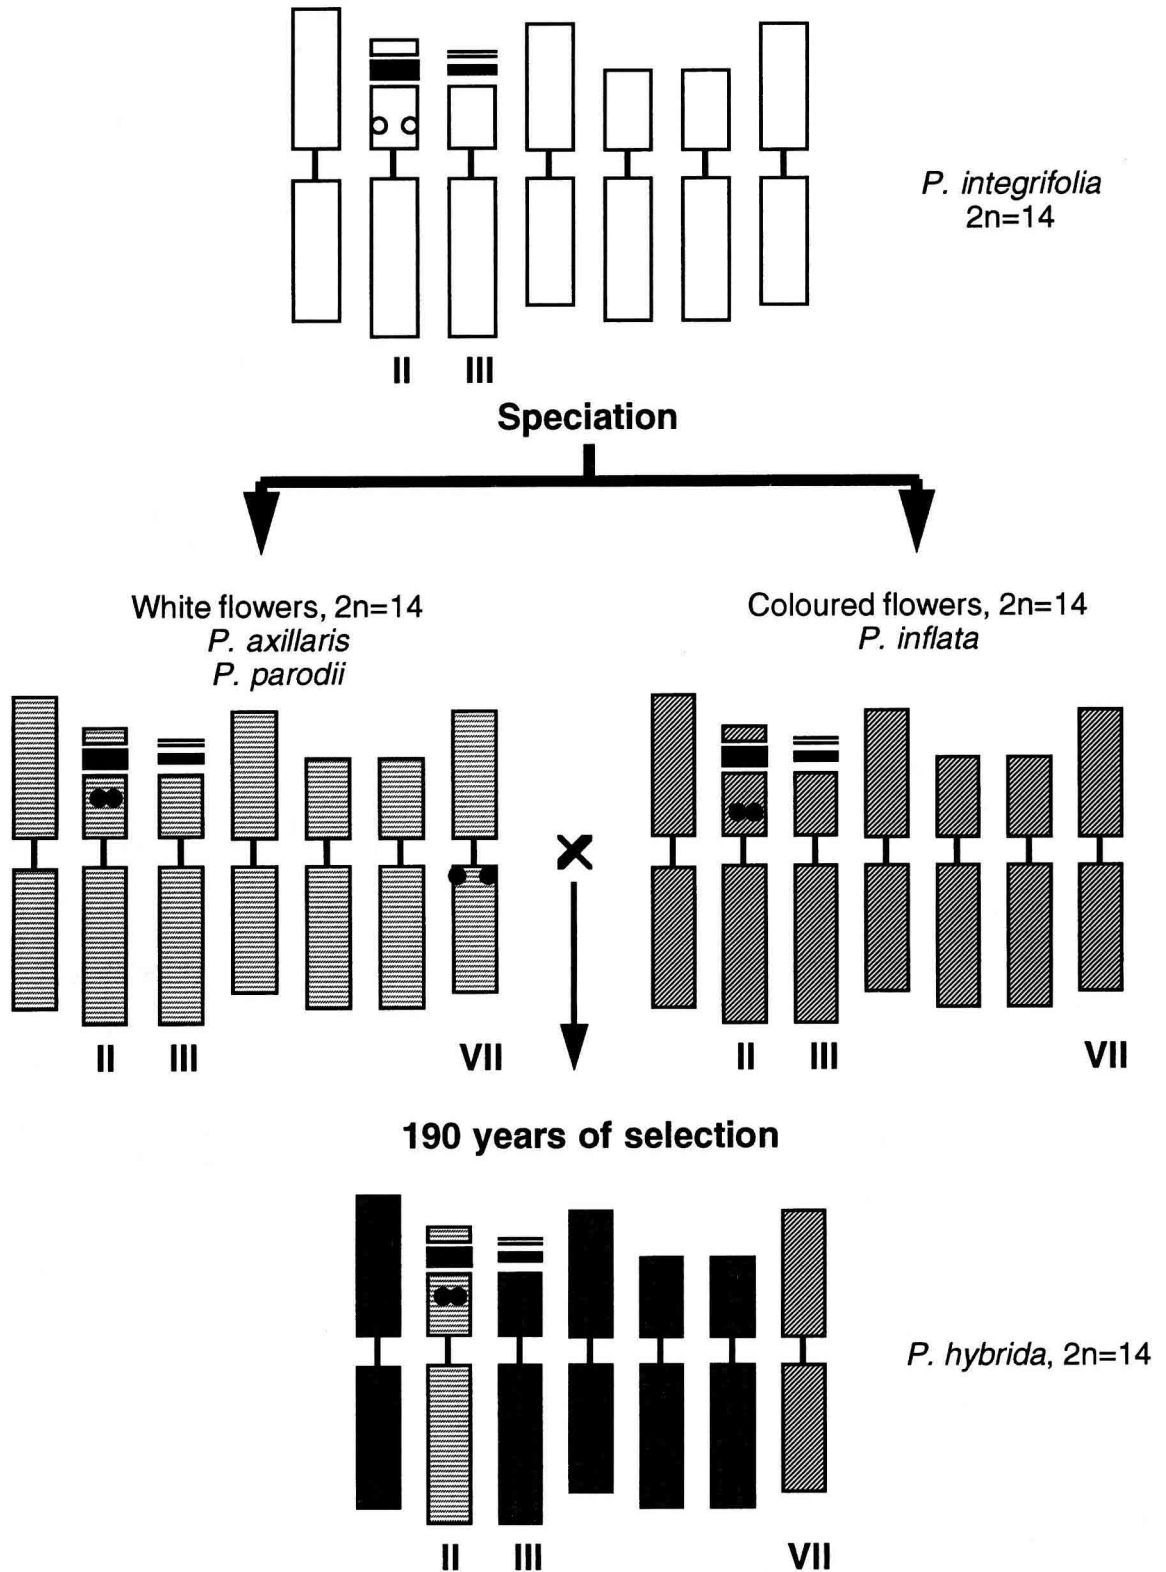 P. integrifolia
2n=14
II III
Speciation
White flowers, 2n=14
P. axillaris
P. parodii
Coloured flowers, 2n=14
P. inflata
II III VII
II III VII
190 years of selection
P. hybrida, 2n=14
II III VII